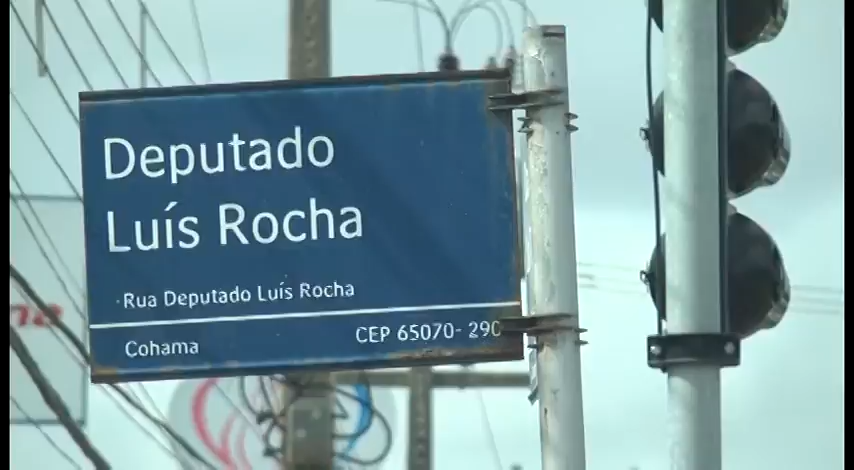 Deputado
Luís Rocha
Rua Deputado Luís Rocha
Cohama
CEP 65070-290